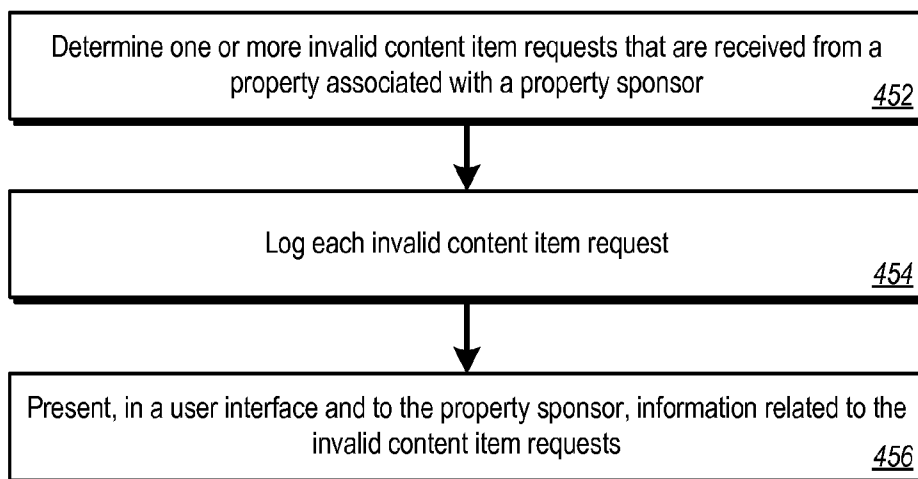 Determine one or more invalid content item requests that are received from a
property associated with a property sponsor
452
Log each invalid content item request
454
Present, in a user interface and to the property sponsor, information related to the
invalid content item requests
456